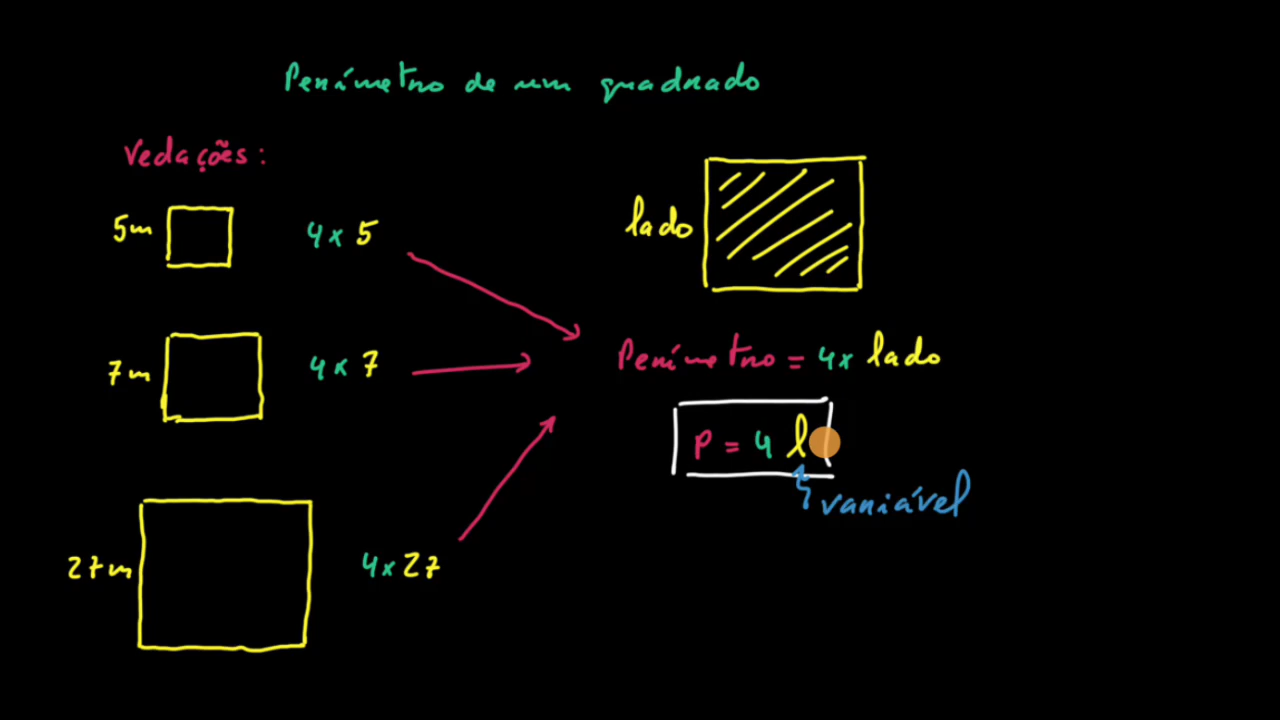 Perímetro de um quadrado
Vedações:
5m
4 x 5
7m
4 x 7
27m
4 x 27
lado
Perímetro = 4 x lado
P = 4 l
variável